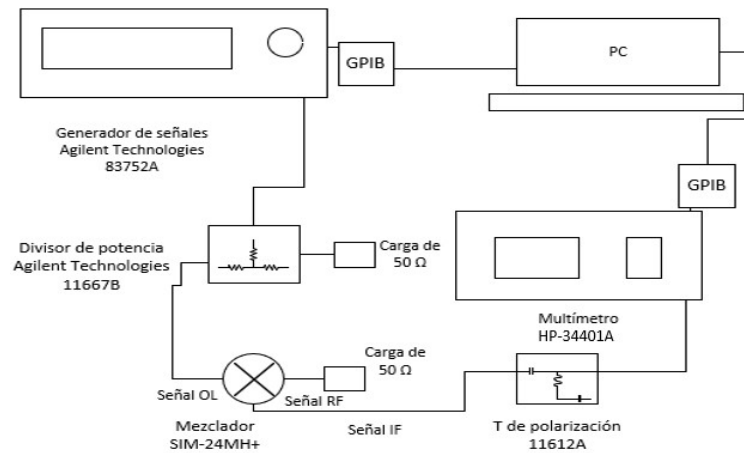 GPIB
PC
Generador de señales
Agilent Technologies
83752A
GPIB
Divisor de potencia
Agilent Technologies
11667B
Carga de
50 Ω
Multímetro
HP-34401A
Carga de
50 Ω
Señal OL
Señal RF
Mezclador
SIM-24MH+
Señal IF
T de polarización
11612A